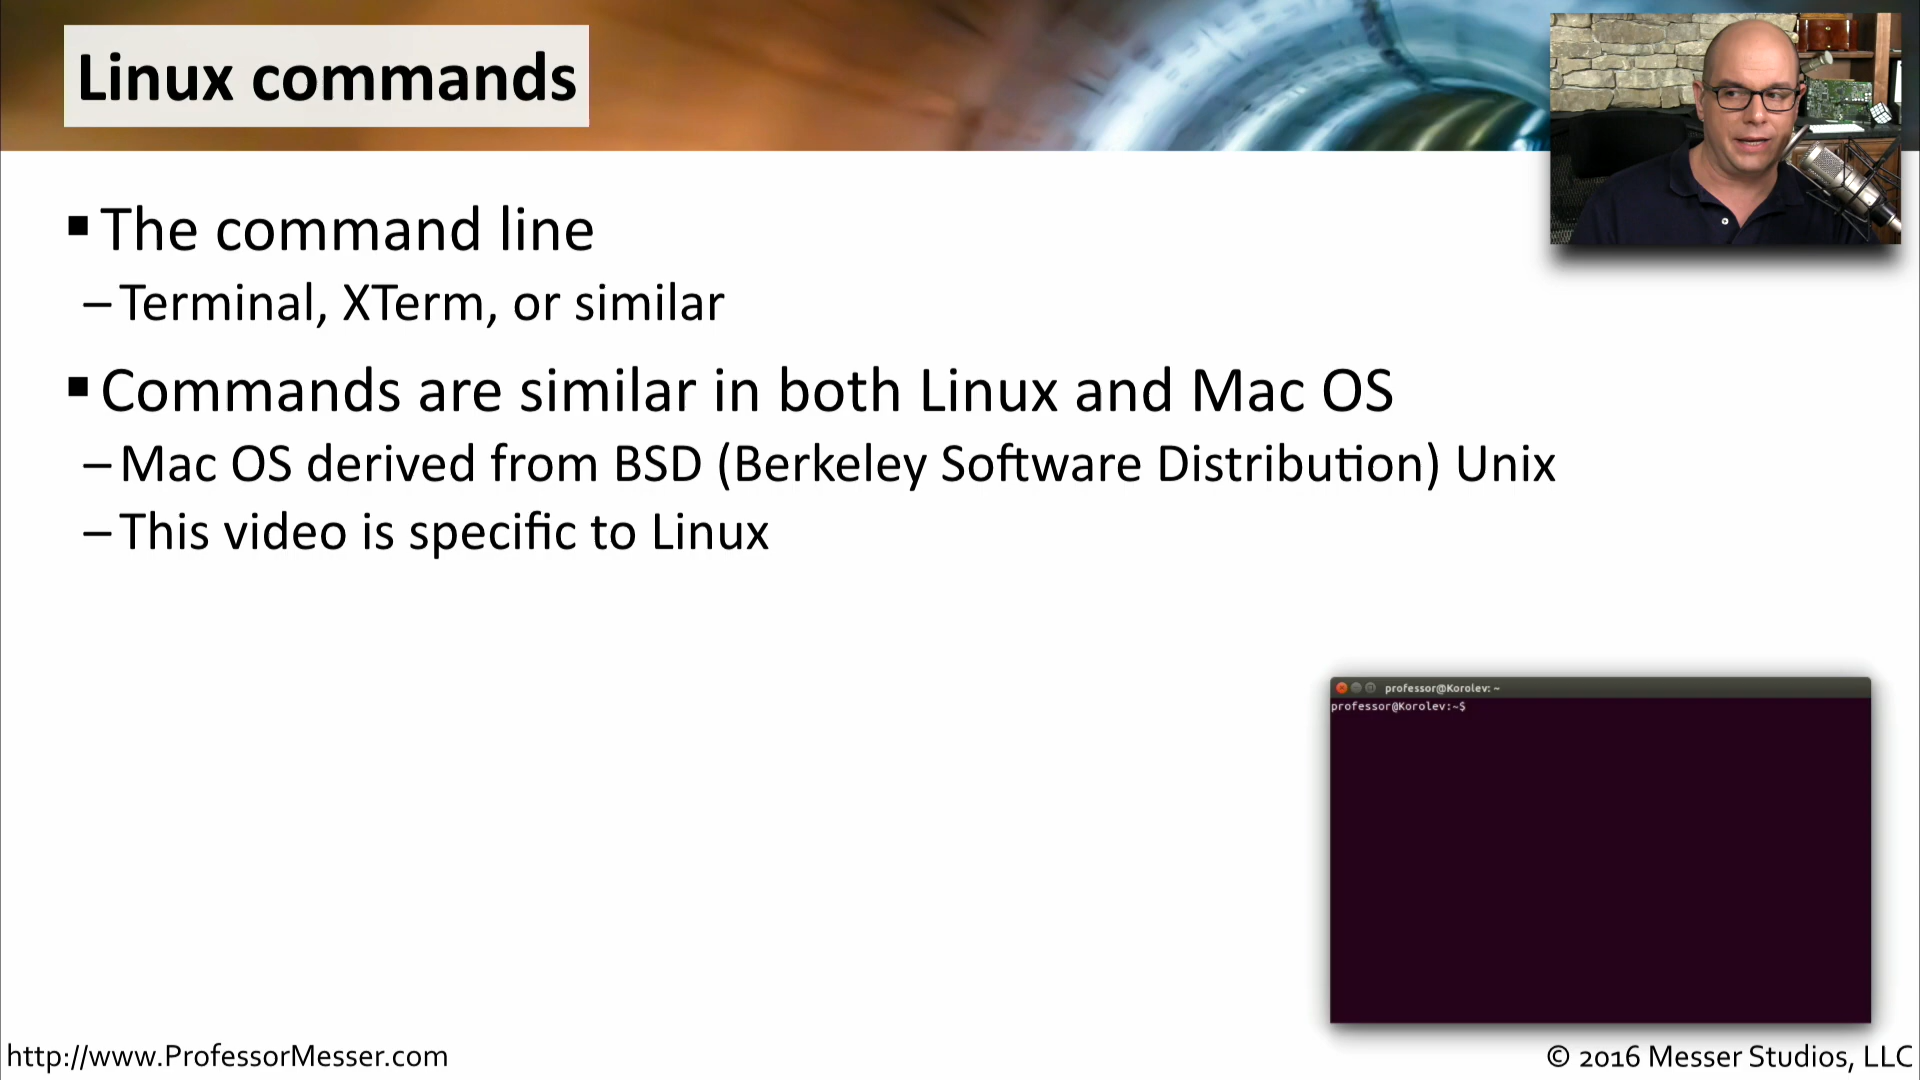 Linux commands
▪ The command line
– Terminal, XTerm, or similar
▪ Commands are similar in both Linux and Mac OS
– Mac OS derived from BSD (Berkeley Software Distribution) Unix
– This video is specific to Linux
professor@Korolev: ~
professor@Korolev:~$
http://www.ProfessorMesser.com
© 2016 Messer Studios, LLC